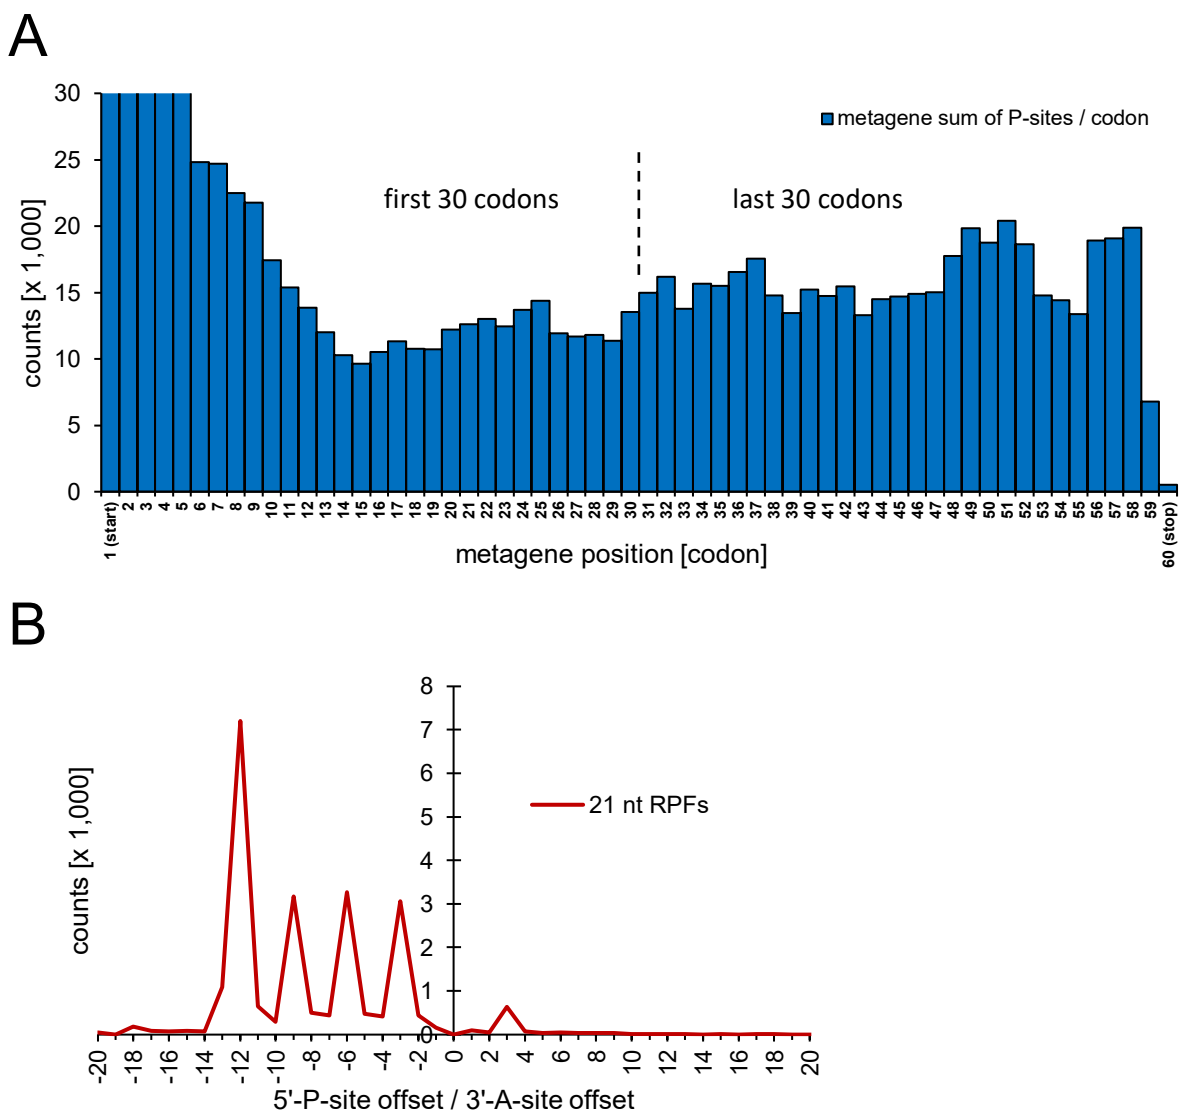 A
30
25
20
15
10
5
0
counts [x 1,000]
metagene sum of P-sites / codon
first 30 codons
last 30 codons
1 (start) 2 3 4 5 6 7 8 9 10 11 12 13 14 15 16 17 18 19 20 21 22 23 24 25 26 27 28 29 30 31 32 33 34 35 36 37 38 39 40 41 42 43 44 45 46 47 48 49 50 51 52 53 54 55 56 57 58 59 60 (stop)
metagene position [codon]
B
8
7
6
5
4
3
2
1
0
counts [x 1,000]
21 nt RPFs
-20 -18 -16 -14 -12 -10 -8 -6 -4 -2 0 2 4 6 8 10 12 14 16 18 20
5'-P-site offset / 3'-A-site offset